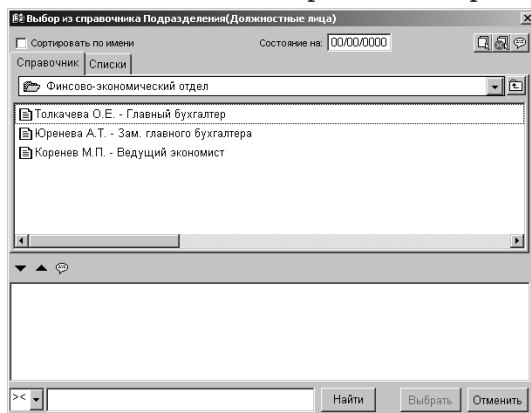 Выбор из справочника Подразделения(Должностные лица)
Сортировать по имени
Состояние на: 00/00/0000
Справочник Списки
Финсово-экономический отдел
Толкачева О.Е. - Главный бухгалтер
Юренева А.Т. - Зам. главного бухгалтера
Коренев М.П. - Ведущий экономист
>< Найти Выбрать Отменить